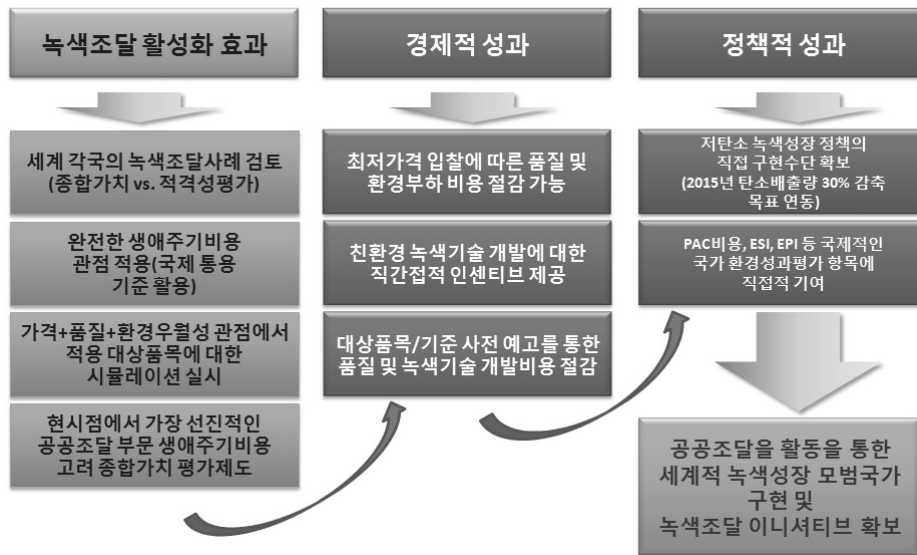 녹색조달 활성화 효과
세계 각국의 녹색조달사례 검토
(종합가치 vs. 적격성평가)
완전한 생애주기비용
관점 적용(국제 통용
기준 활용)
가격+품질+환경우월성 관점에서
적용 대상품목에 대한
시뮬레이션 실시
현시점에서 가장 선진적인
공공조달 부문 생애주기비용
고려 종합가치 평가제도
경제적 성과
최저가격 입찰에 따른 품질 및
환경부하 비용 절감 가능
친환경 녹색기술 개발에 대한
직간접적 인센티브 제공
대상품목/기준 사전 예고를 통한
품질 및 녹색기술 개발비용 절감
정책적 성과
저탄소 녹색성장 정책의
직접 구현수단 확보
(2015년 탄소배출량 30% 감축
목표 연동)
PAC비용, ESI, EPI 등 국제적인
국가 환경성과평가 항목에
직접적 기여
공공조달을 활동을 통한
세계적 녹색성장 모범국가
구현 및
녹색조달 이니셔티브 확보